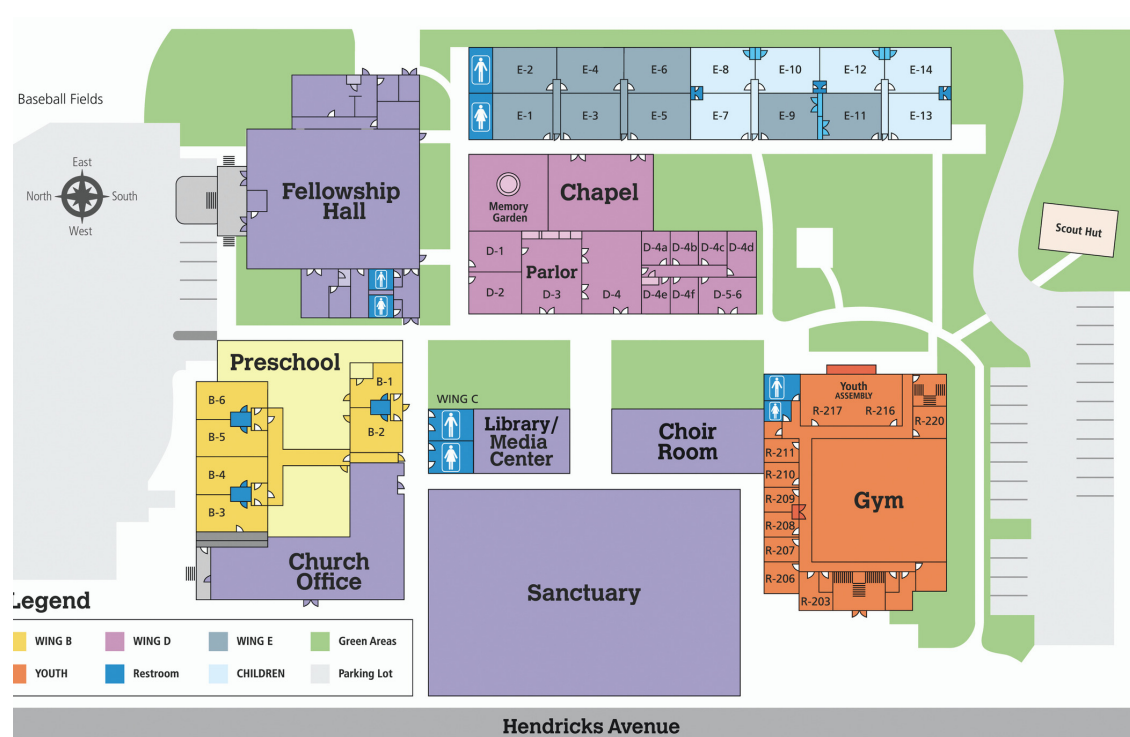 Baseball Fields
East
North
South
West
Fellowship
Hall
E-2
E-4
E-6
E-8
E-10
E-12
E-14
E-1
E-3
E-5
E-7
E-9
E-11
E-13
Memory
Garden
Chapel
D-1
D-2
Parlor
D-3
D-4
D-4a
D-4b
D-4c
D-4d
D-4e
D-4f
D-5-6
Scout Hut
Preschool
B-6
B-5
B-4
B-3
B-1
B-2
Church
Office
WING C
Library/
Media
Center
Choir
Room
Sanctuary
Youth
ASSEMBLY
R-217
R-216
R-220
R-211
R-210
R-209
R-208
R-207
R-206
R-203
Gym
Legend
WING B
WING D
WING E
Green Areas
YOUTH
Restroom
CHILDREN
Parking Lot
Hendricks Avenue